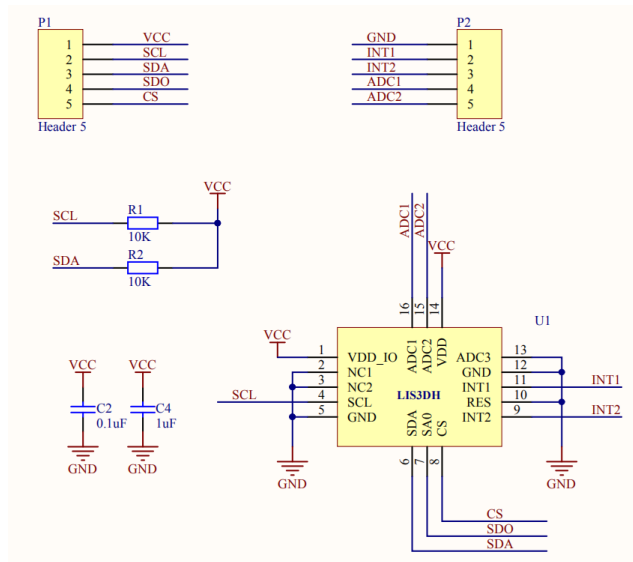 P1
1 VCC
2 SCL
3 SDA
4 SDO
5 CS
Header 5
P2
GND 1
INT1 2
INT2 3
ADC1 4
ADC2 5
Header 5
VCC
SCL R1
10K
SDA R2
10K
ADC1
ADC2
VCC
16 15 14
U1
VCC
1 VDD_IO
2 NC1
3 NC2
SCL 4 SCL
5 GND
ADC1
ADC2
VDD
LIS3DH
ADC3 13
GND 12
INT1 11 INT1
RES 10
INT2 9 INT2
SDA
SA0
CS
6 7 8
GND
GND
CS
SDO
SDA
VCC
C2
0.1uF
GND
VCC
C4
1uF
GND